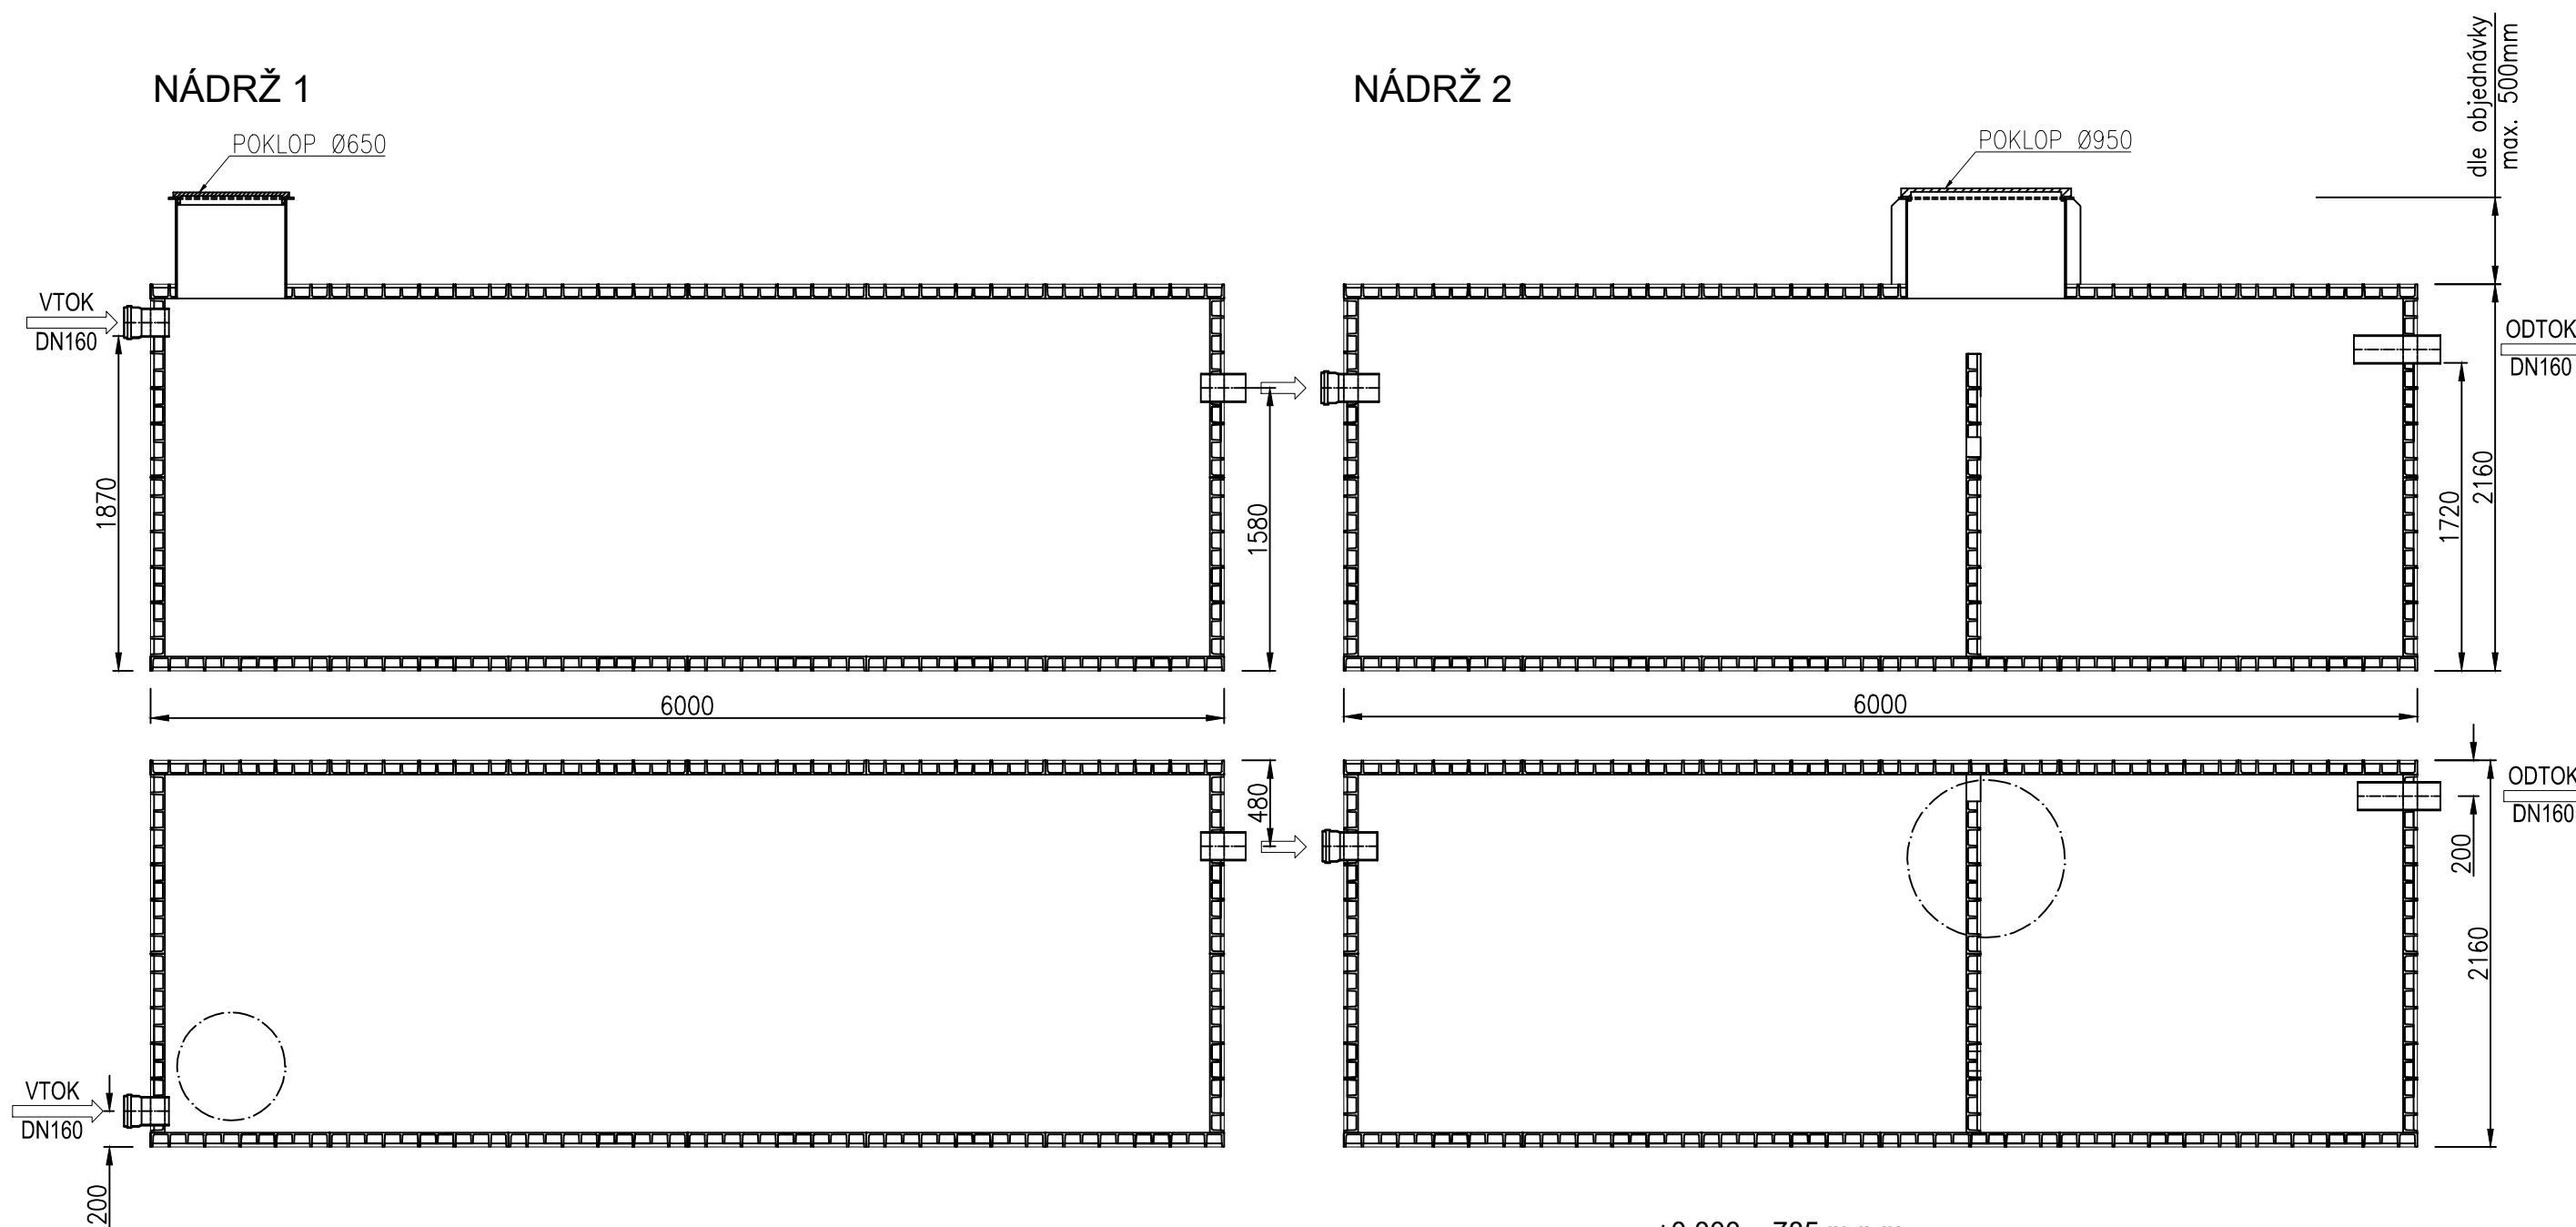 NÁDRŽ 1
NÁDRŽ 2
dle objednávky
max. 500mm
POKLOP Ø650
POKLOP Ø950
VTOK
DN160
ODTOK
DN160
1870
1580
1720
2160
6000
6000
480
ODTOK
DN160
200
2160
VTOK
DN160
200